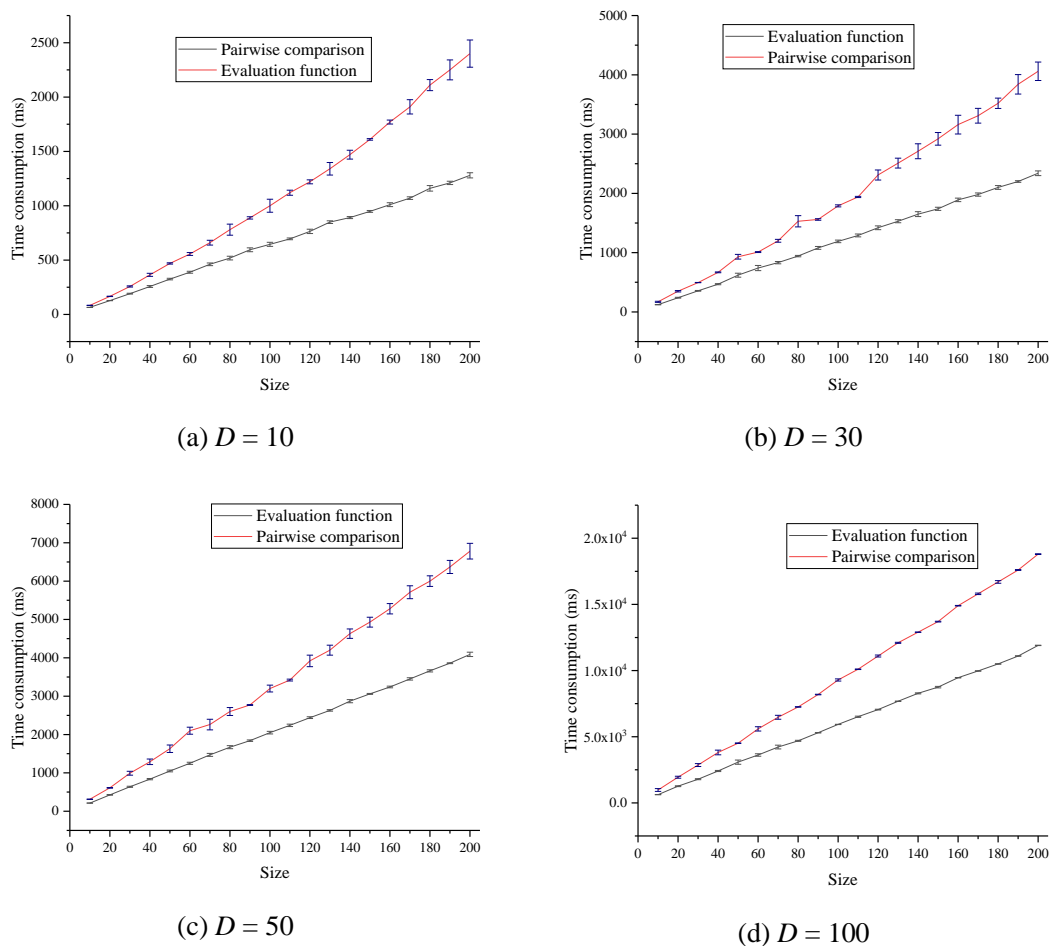 2500
2000
1500
1000
500
0
Time consumption (ms)
Pairwise comparison
Evaluation function
0 20 40 60 80 100 120 140 160 180 200
Size
(a) D = 10
5000
4000
3000
2000
1000
0
Time consumption (ms)
Evaluation function
Pairwise comparison
0 20 40 60 80 100 120 140 160 180 200
Size
(b) D = 30
8000
7000
6000
5000
4000
3000
2000
1000
0
Time consumption (ms)
Evaluation function
Pairwise comparison
0 20 40 60 80 100 120 140 160 180 200
Size
(c) D = 50
2.0x10⁴
1.5x10⁴
1.0x10⁴
5.0x10³
0.0
Time consumption (ms)
Evaluation function
Pairwise comparison
0 20 40 60 80 100 120 140 160 180 200
Size
(d) D = 100